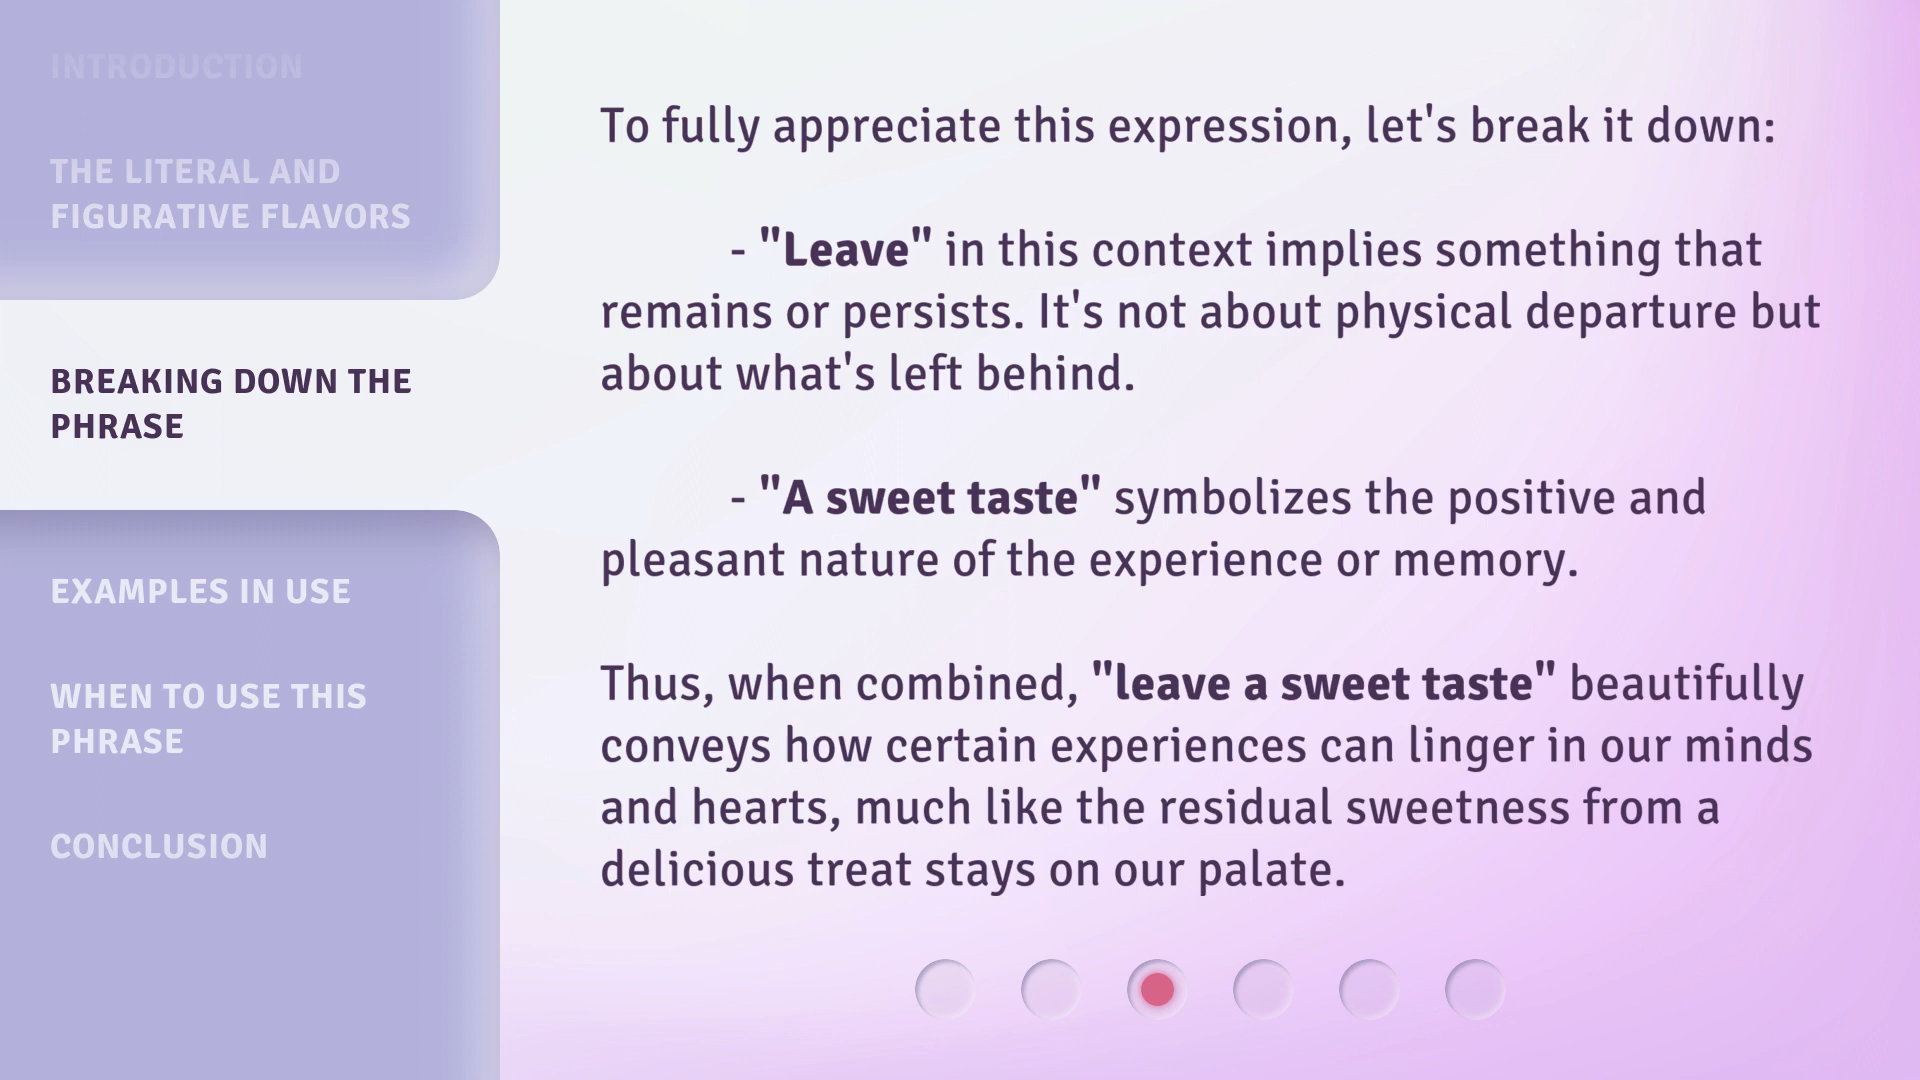 INTRODUCTION
THE LITERAL AND
FIGURATIVE FLAVORS
BREAKING DOWN THE
PHRASE
EXAMPLES IN USE
WHEN TO USE THIS
PHRASE
CONCLUSION
To fully appreciate this expression, let's break it down:
- "Leave" in this context implies something that
remains or persists. It's not about physical departure but
about what's left behind.
- "A sweet taste" symbolizes the positive and
pleasant nature of the experience or memory.
Thus, when combined, "leave a sweet taste" beautifully
conveys how certain experiences can linger in our minds
and hearts, much like the residual sweetness from a
delicious treat stays on our palate.